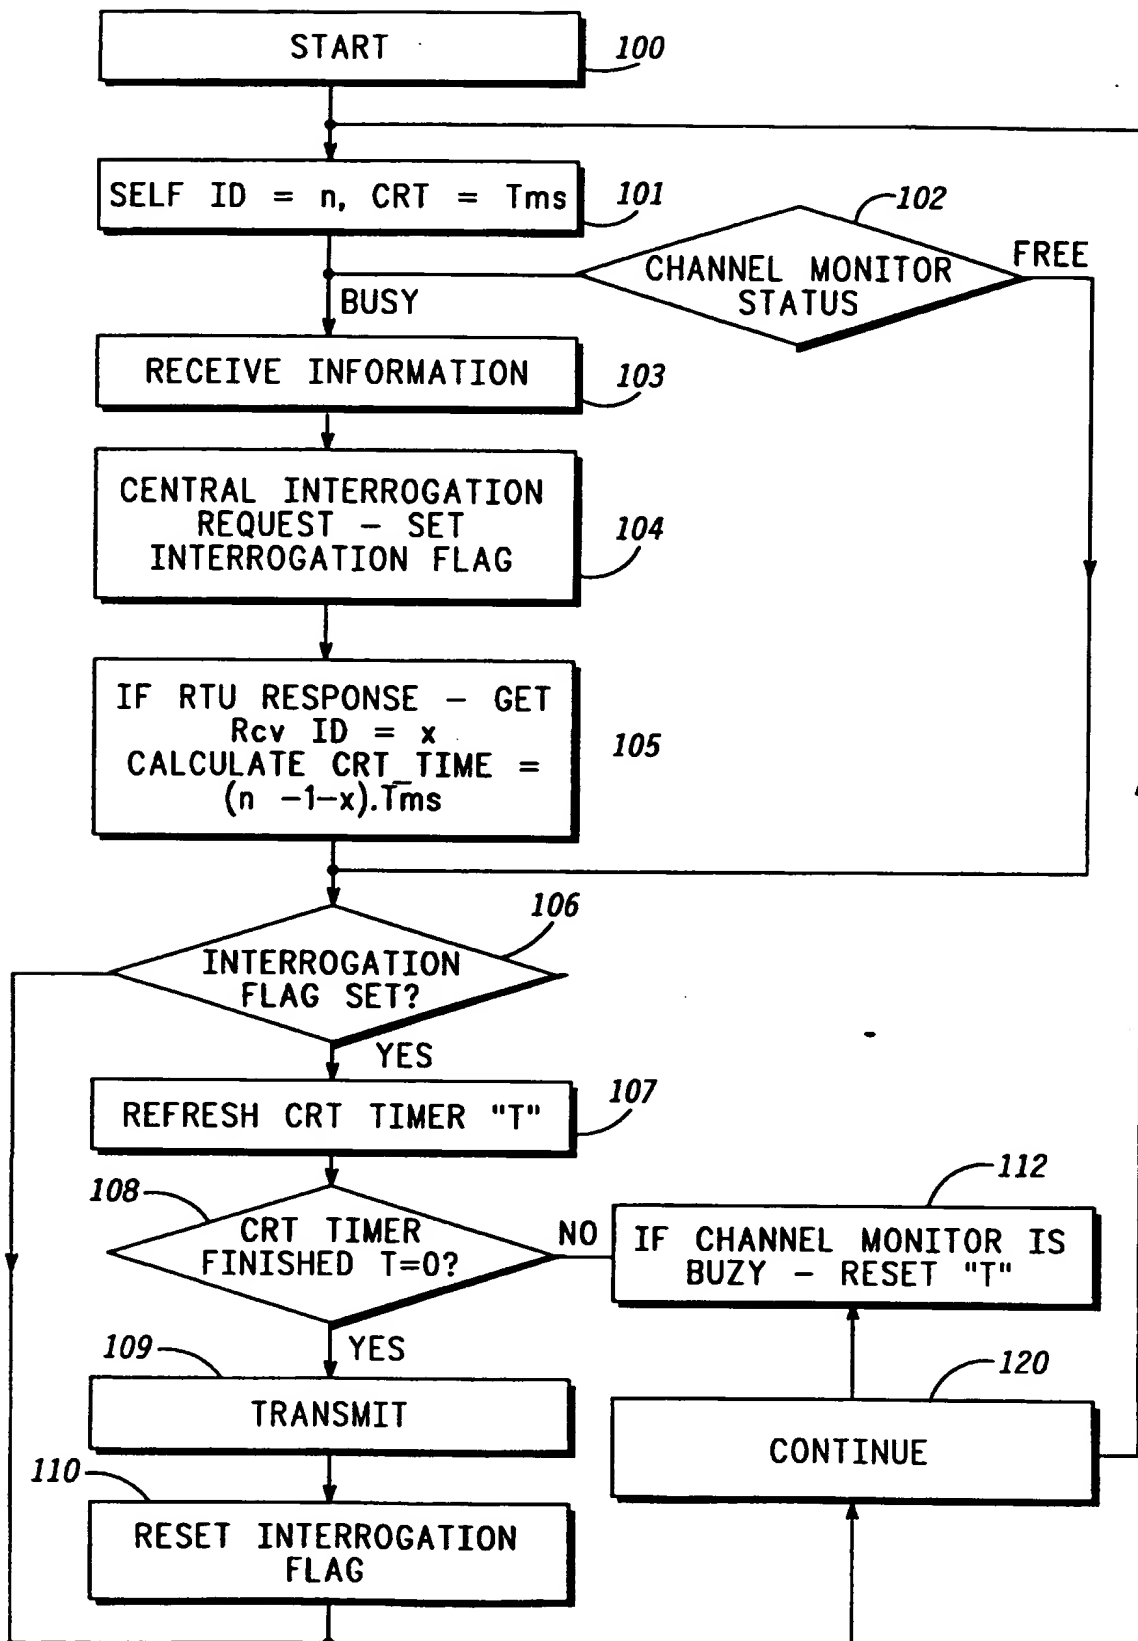 START
100
SELF ID = n, CRT = Tms
101
102
CHANNEL MONITOR
STATUS
FREE
BUSY
RECEIVE INFORMATION
103
CENTRAL INTERROGATION
REQUEST – SET
INTERROGATION FLAG
104
IF RTU RESPONSE – GET
Rcv ID = x
CALCULATE CRT_TIME =
(n -1-x).Tms
105
106
INTERROGATION
FLAG SET?
YES
REFRESH CRT TIMER "T"
107
108
CRT TIMER
FINISHED T=0?
NO
112
IF CHANNEL MONITOR IS
BUZY – RESET "T"
YES
109
TRANSMIT
120
CONTINUE
110
RESET INTERROGATION
FLAG